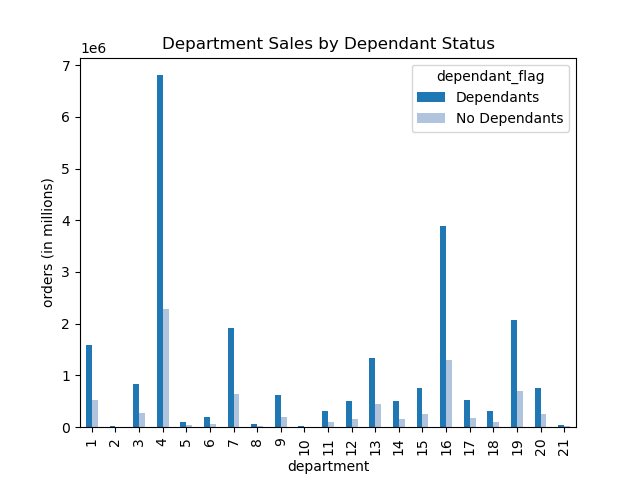 Department Sales by Dependant Status
1e6
7
6
5
4
3
2
1
0
orders (in millions)
dependant_flag
Dependants
No Dependants
1 2 3 4 5 6 7 8 9 10 11 12 13 14 15 16 17 18 19 20 21
department